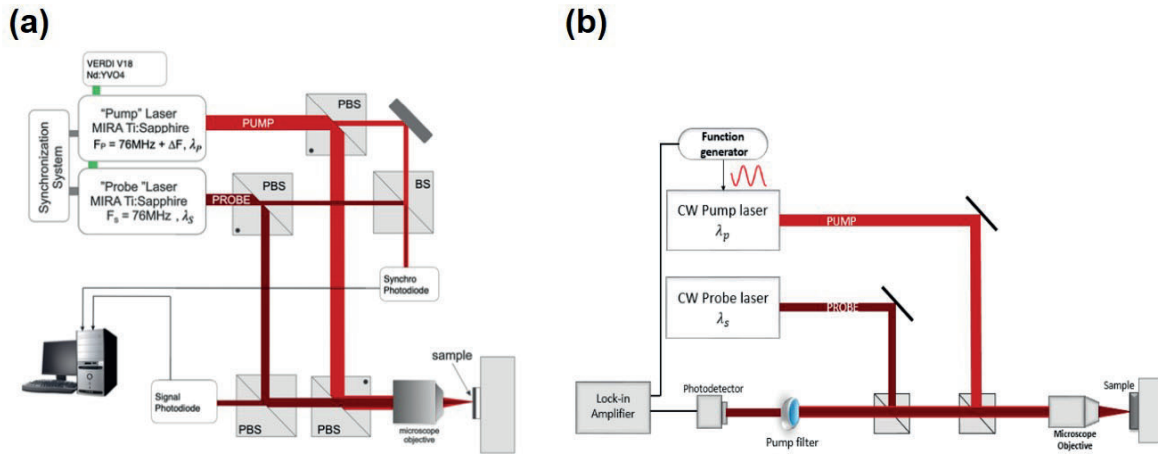 (a)
VERDI V18
Nd:YVO4
Synchronization
System
"Pump" Laser
MIRA Ti:Sapphire
Fₚ = 76MHz + ΔF, λₚ
"Probe "Laser
MIRA Ti:Sapphire
Fₛ = 76MHz , λₛ
PUMP
PROBE
PBS
PBS
BS
Synchro
Photodiode
Signal
Photodiode
PBS
PBS
microscope
objective
sample
(b)
Function
generator
CW Pump laser
λₚ
PUMP
CW Probe laser
λₛ
PROBE
Lock-in
Amplifier
Photodetector
Pump filter
Microscope
Objective
Sample